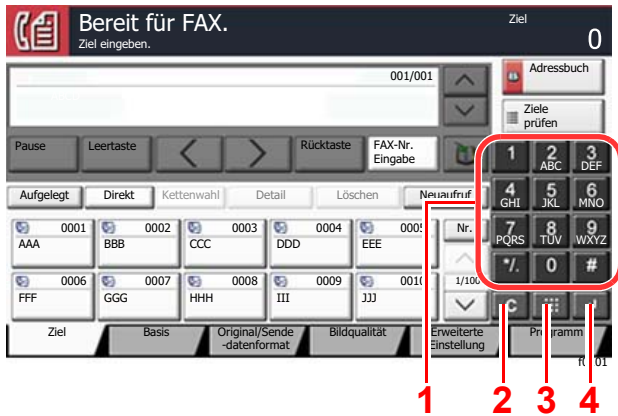 Bereit für FAX.
Ziel eingeben.
Ziel
0
001/001
Adressbuch
Ziele prüfen
Pause
Leertaste
Rücktaste
FAX-Nr. Eingabe
1
2 ABC
3 DEF
Aufgelegt
Direkt
Kettenwahl
Detail
Löschen
Neuaufruf
4 GHI
5 JKL
6 MNO
0001 AAA
0002 BBB
0003 CCC
0004 DDD
0005 EEE
Nr.
7 PQRS
8 TUV
9 WXYZ
*/.
0
#
0006 FFF
0007 GGG
0008 HHH
0009 III
0010 JJJ
1/100
C
Ziel
Basis
Original/Sende -datenformat
Bildqualität
Erweiterte Einstellung
Programm
1
2
3
4